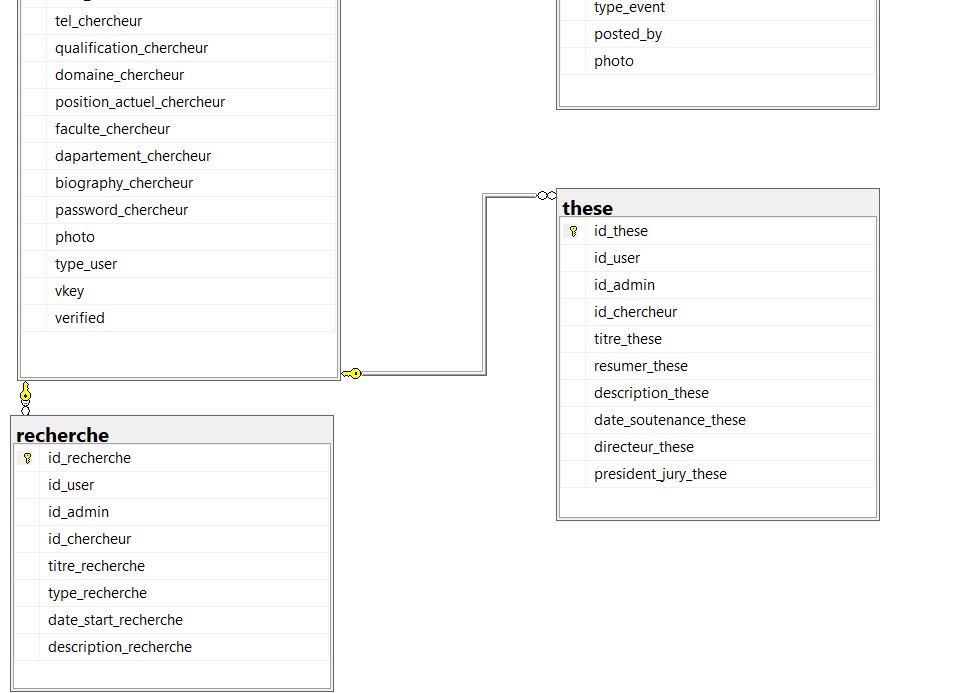 tel_chercheur
qualification_chercheur
domaine_chercheur
position_actuel_chercheur
faculte_chercheur
dapartement_chercheur
biography_chercheur
password_chercheur
photo
type_user
vkey
verified
type_event
posted_by
photo
these
id_these
id_user
id_admin
id_chercheur
titre_these
resumer_these
description_these
date_soutenance_these
directeur_these
president_jury_these
recherche
id_recherche
id_user
id_admin
id_chercheur
titre_recherche
type_recherche
date_start_recherche
description_recherche